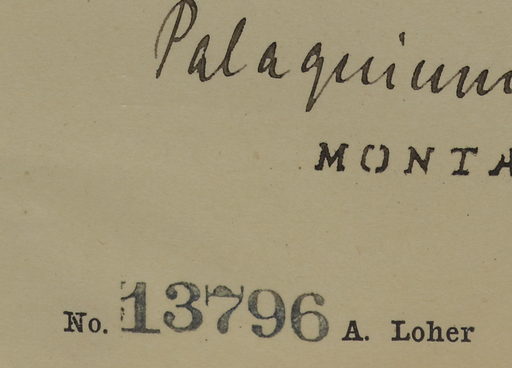 Palaquium
MONTA
No. 13796 A. Loher